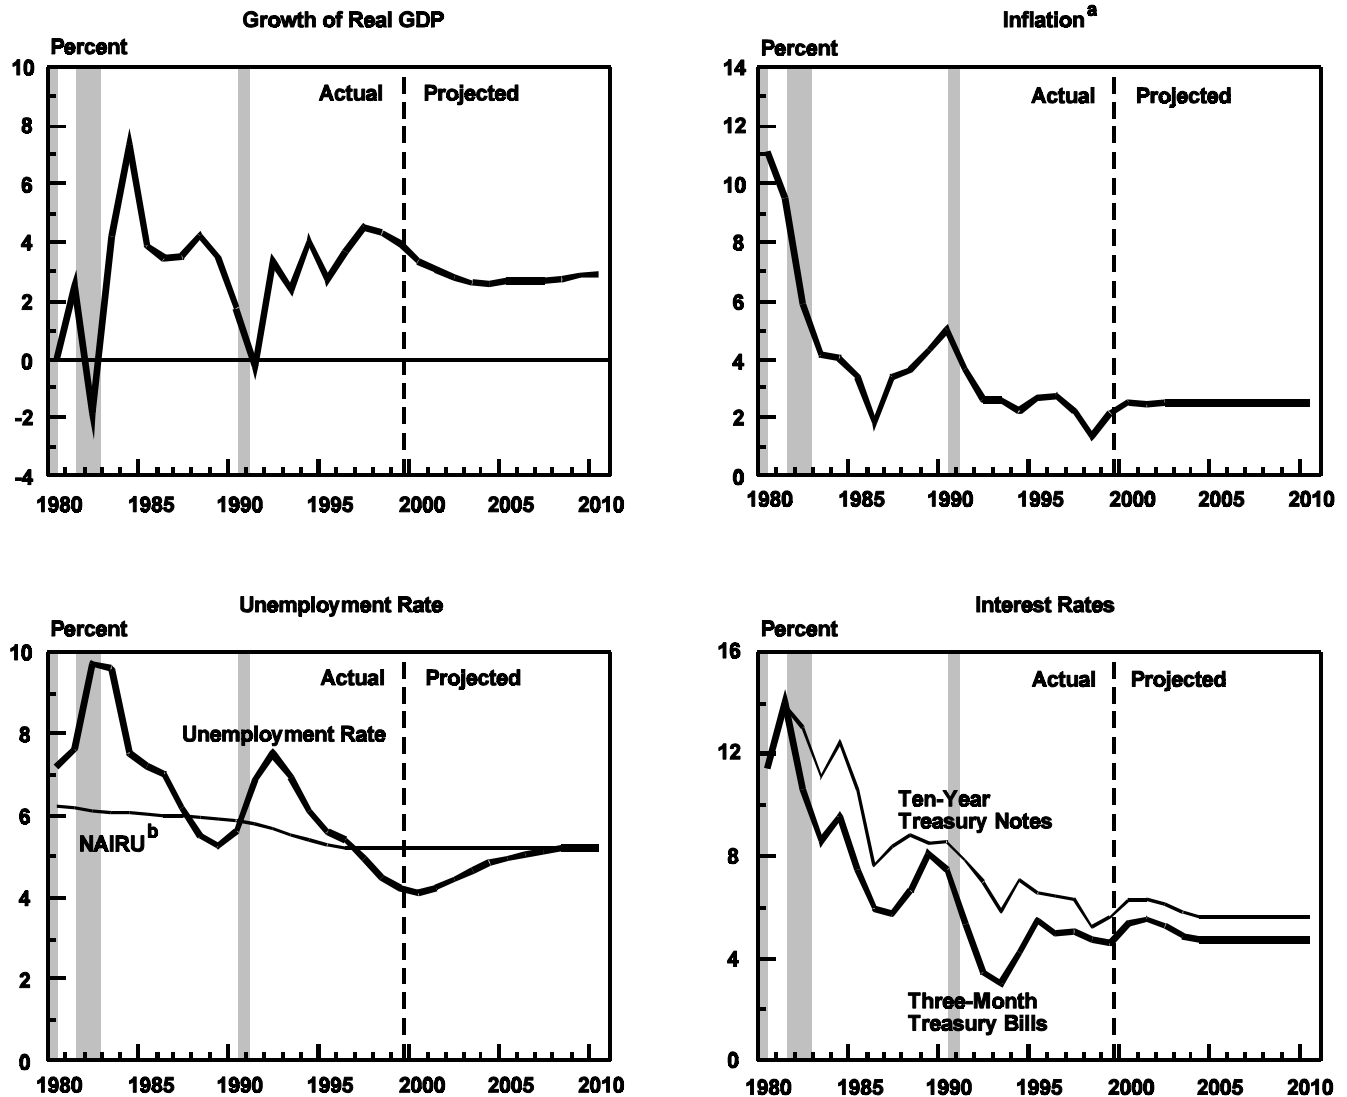 Growth of Real GDP
Percent
10
8
6
4
2
0
-2
-4
Actual
Projected
1980 1985 1990 1995 2000 2005 2010
Inflation a
Percent
14
12
10
8
6
4
2
0
Actual
Projected
1980 1985 1990 1995 2000 2005 2010
Unemployment Rate
Percent
10
8
6
4
2
0
Actual
Projected
Unemployment Rate
NAIRU b
1980 1985 1990 1995 2000 2005 2010
Interest Rates
Percent
16
12
8
4
0
Actual
Projected
Ten-Year
Treasury Notes
Three-Month
Treasury Bills
1980 1985 1990 1995 2000 2005 2010